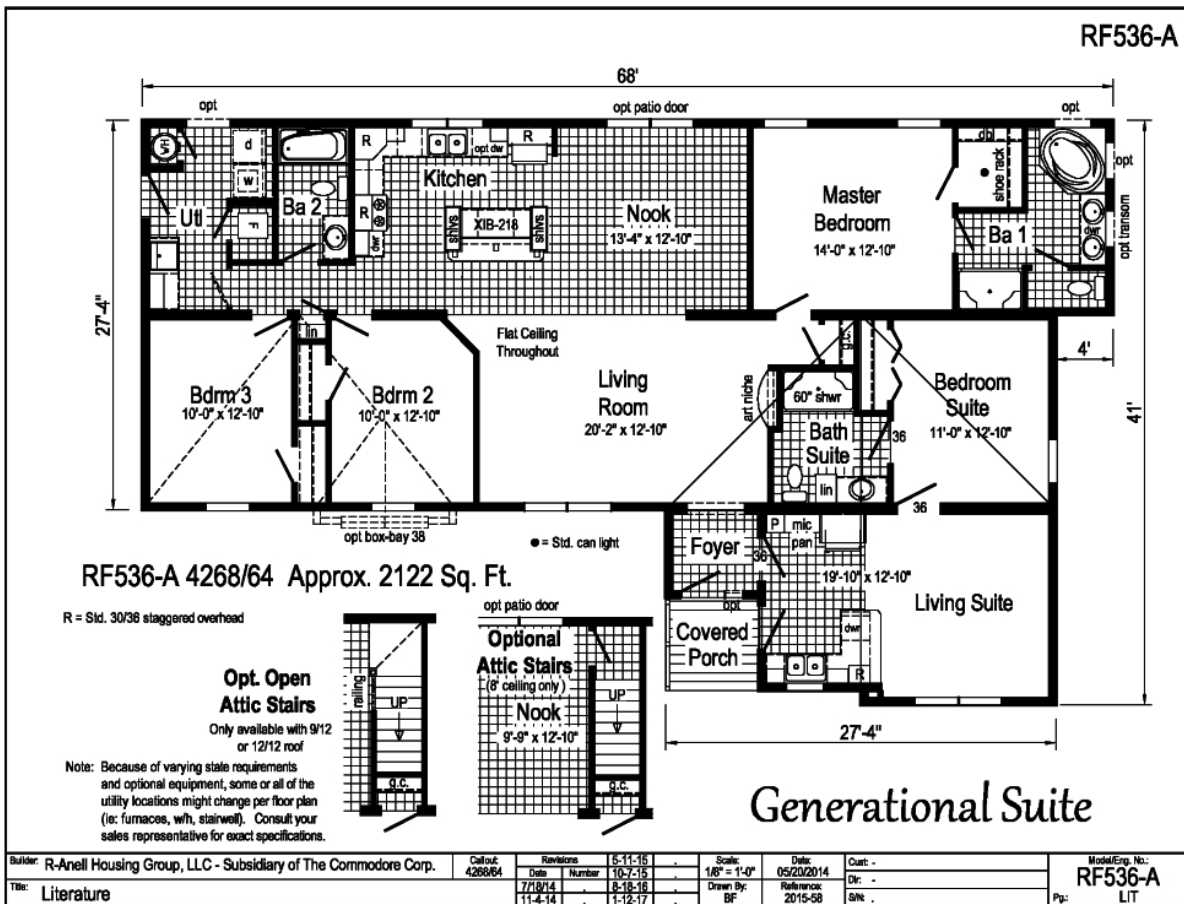 RF536-A
68'
opt
opt patio door
opt
27'-4"
WH
d
w
Utl
F
Ba 2
R
Kitchen
opt dw
R
R
dwr
shlvs
XIB-218
shlvs
Nook
13'-4" x 12'-10"
Master
Bedroom
14'-0" x 12'-10"
dbl
shoe rack
opt
Ba 1
dwr
opt transom
4'
41'
lin
Bdrm 3
10'-0" x 12'-10"
Bdrm 2
10'-0" x 12'-10"
Flat Ceiling
Throughout
Living
Room
20'-2" x 12'-10"
art niche
g.c.
60" shwr
Bath
Suite
lin
36
Bedroom
Suite
11'-0" x 12'-10"
36
opt box-bay 38
● = Std. can light
Foyer
36
P
mic
pan
19'-10" x 12'-10"
Living Suite
opt
Covered
Porch
dwr
R
27'-4"
RF536-A 4268/64 Approx. 2122 Sq. Ft.
R = Std. 30/36 staggered overhead
Opt. Open
Attic Stairs
Only available with 9/12
or 12/12 roof
railing
UP
g.c.
opt patio door
Optional
Attic Stairs
(8' ceiling only )
Nook
9'-9" x 12'-10"
UP
g.c.
Note: Because of varying state requirements
and optional equipment, some or all of the
utility locations might change per floor plan
(ie: furnaces, w/h, stairwell). Consult your
sales representative for exact specifications.
Generational Suite
Builder: R-Anell Housing Group, LLC - Subsidiary of The Commodore Corp.
Title: Literature
Callout:
4268/64
Revisions
Date Number
7/18/14 .
11-4-14 .
5-11-15 .
10-7-15 .
8-18-16 .
1-12-17 .
Scale:
1/8" = 1'-0"
Drawn By:
BF
Date:
05/20/2014
Reference:
2015-58
Cust: -
Dlr: -
S/N: .
Model/Eng. No.:
RF536-A
Pg.: LIT